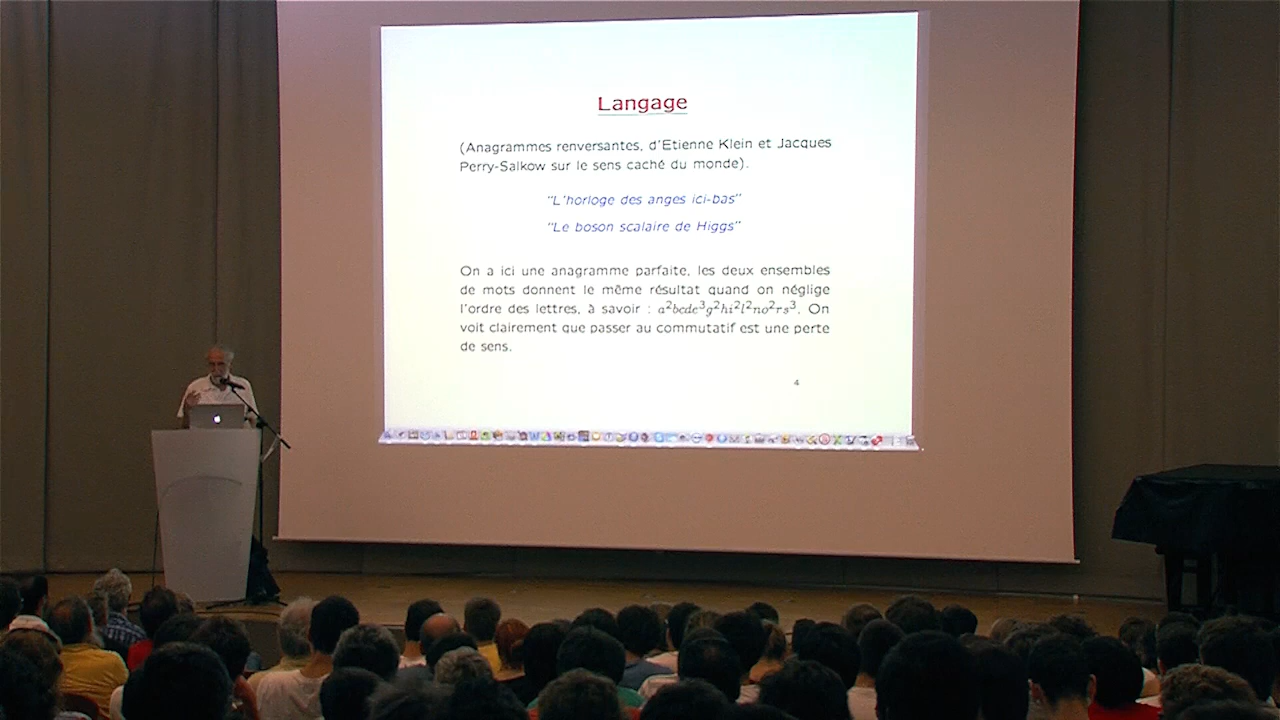 Langage
(Anagrammes renversantes, d'Etienne Klein et Jacques
Perry-Salkow sur le sens caché du monde).
"L'horloge des anges ici-bas"
"Le boson scalaire de Higgs"
On a ici une anagramme parfaite, les deux ensembles
de mots donnent le même résultat quand on néglige
l'ordre des lettres, à savoir : a²bcde³g²hi²l²no²rs³. On
voit clairement que passer au commutatif est une perte
de sens.
4